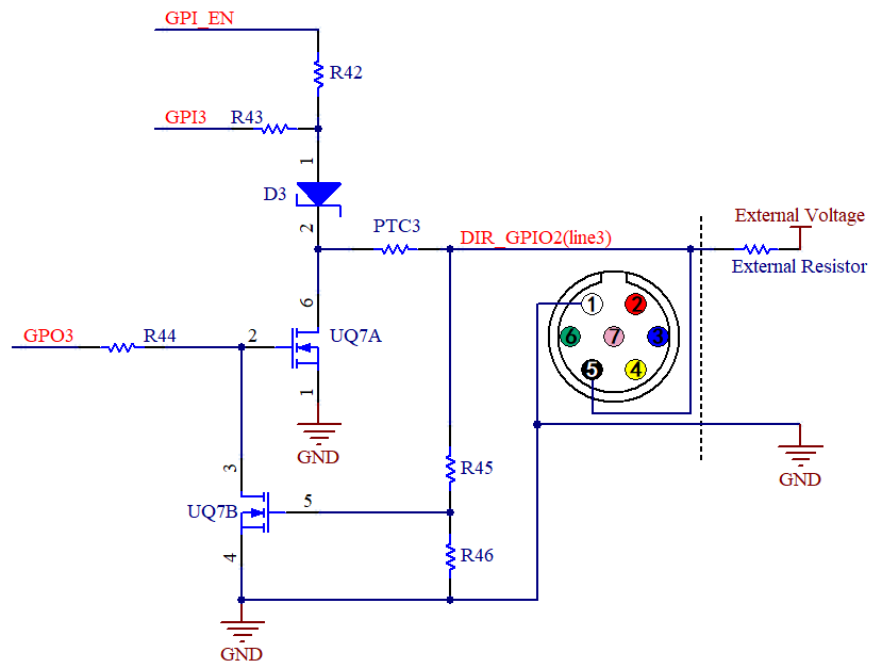 GPI_EN
R42
GPI3 R43
1
D3
2
PTC3
DIR_GPIO2(line3)
External Voltage
External Resistor
1 2
6 7 3
5 4
6
GPO3 R44 2 UQ7A
1
GND
GND
3
R45
UQ7B 5
4
R46
GND